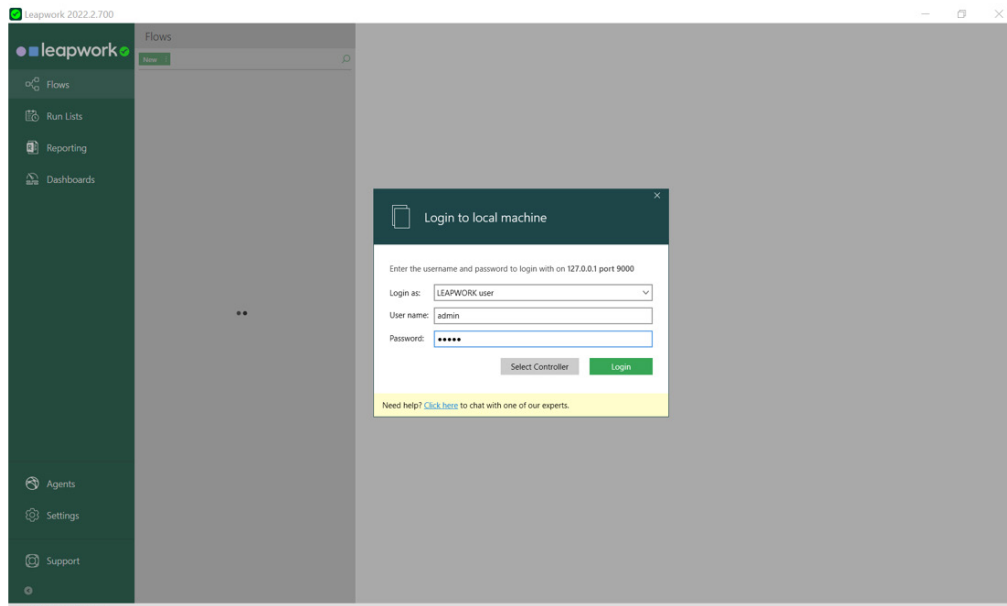 Leapwork 2022.2.700
leapwork
Flows
Run Lists
Reporting
Dashboards
Agents
Settings
Support
Flows
New
Login to local machine
Enter the username and password to login with on 127.0.0.1 port 9000
Login as: LEAPWORK user
User name: admin
Password: •••••
Select Controller Login
Need help? Click here to chat with one of our experts.